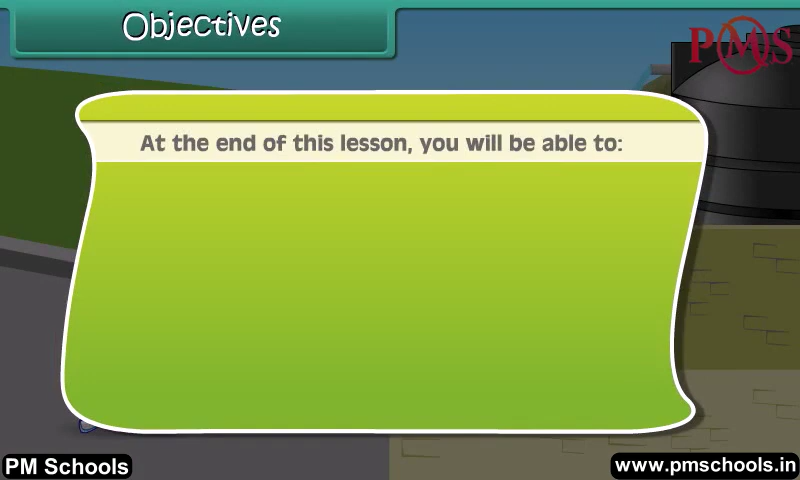 Objectives
PMS
At the end of this lesson, you will be able to:
PM Schools
www.pmschools.in